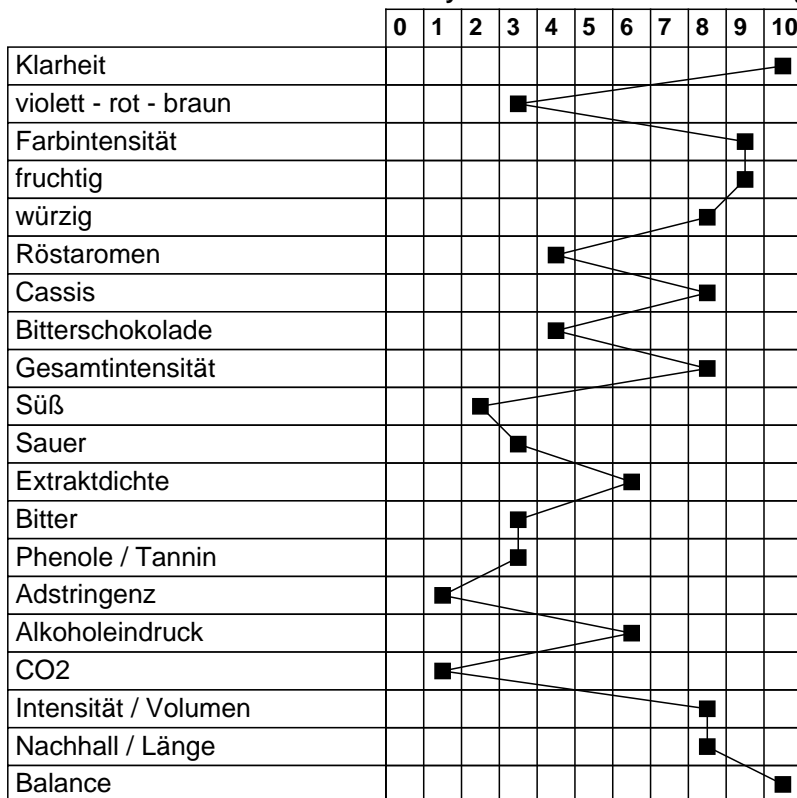 0 1 2 3 4 5 6 7 8 9 10
Klarheit
violett - rot - braun
Farbintensität
fruchtig
würzig
Röstaromen
Cassis
Bitterschokolade
Gesamtintensität
Süß
Sauer
Extraktdichte
Bitter
Phenole / Tannin
Adstringenz
Alkoholeindruck
CO2
Intensität / Volumen
Nachhall / Länge
Balance